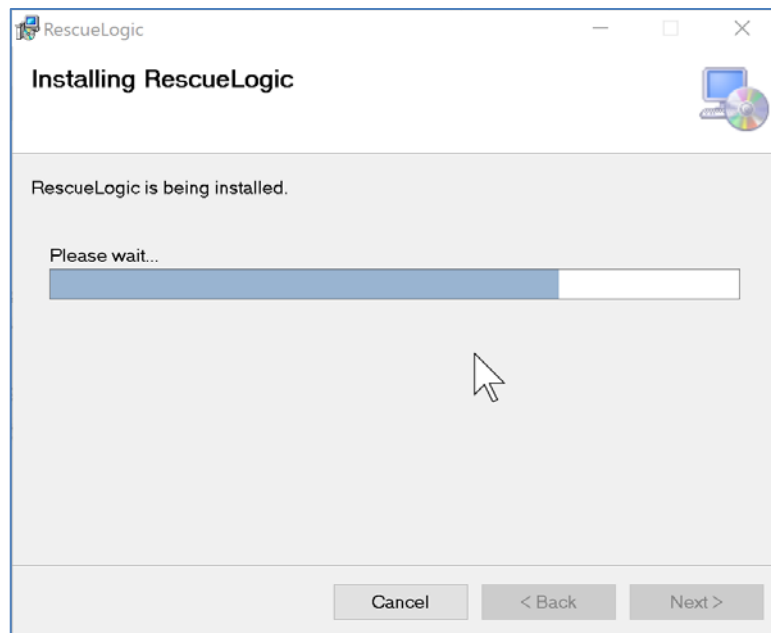 RescueLogic
Installing RescueLogic
RescueLogic is being installed.
Please wait...
Cancel
< Back
Next >